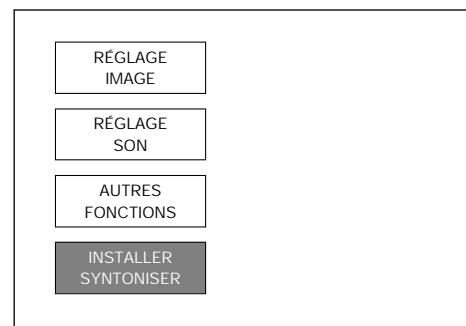 RÉGLAGE
IMAGE
RÉGLAGE
SON
AUTRES
FONCTIONS
INSTALLER
SYNTONISER